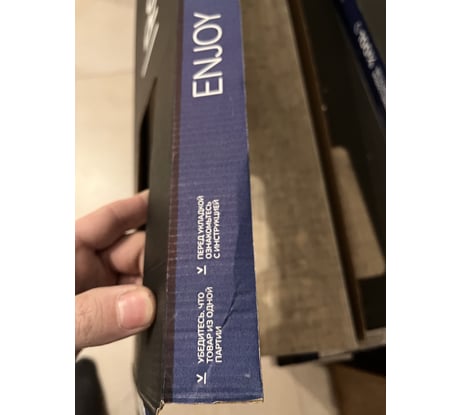 ENJOY
ПЕРЕД УКЛАДКОЙ
ОЗНАКОМЬТЕСЬ
С ИНСТРУКЦИЕЙ
УБЕДИТЕСЬ, ЧТО
ТОВАР ИЗ ОДНОЙ
ПАРТИИ